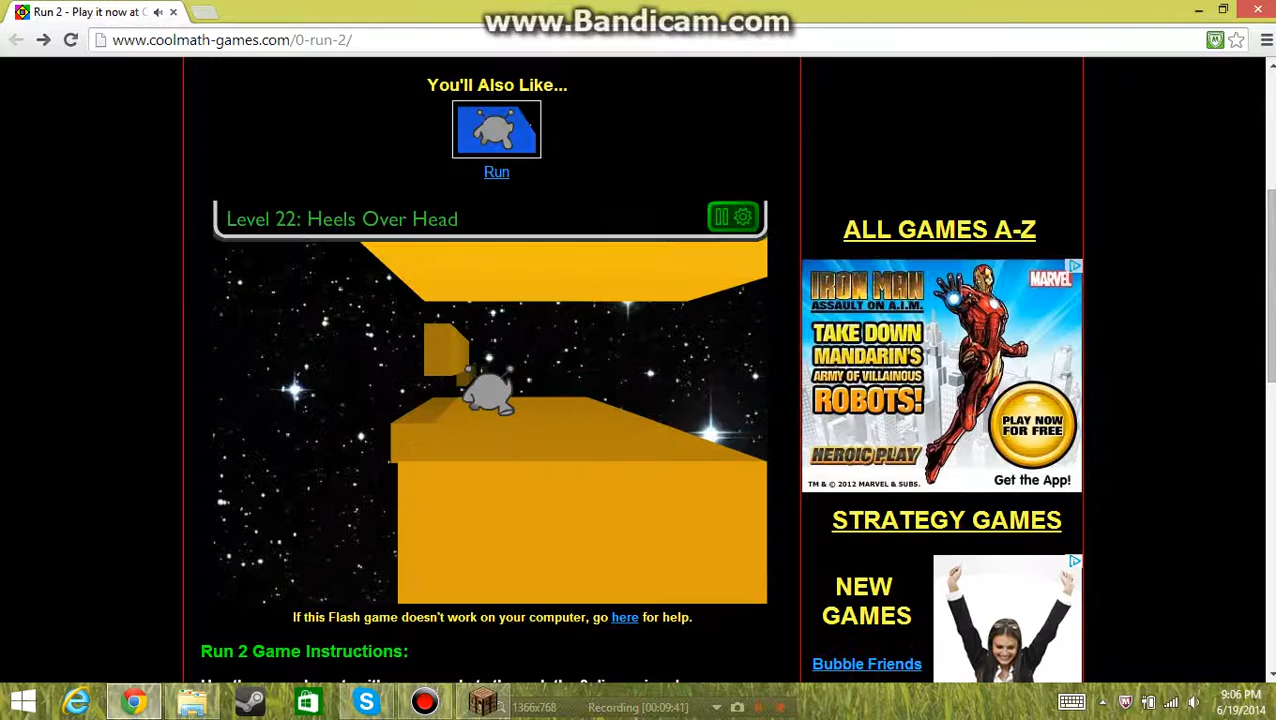 www.Bandicam.com
Run 2 - Play it now at C
www.coolmath-games.com/0-run-2/
You'll Also Like...
Run
Level 22: Heels Over Head
If this Flash game doesn't work on your computer, go here for help.
Run 2 Game Instructions:
ALL GAMES A-Z
IRON MAN
ASSAULT ON A.I.M.
MARVEL
TAKE DOWN
MANDARIN'S
ARMY OF VILLAINOUS
ROBOTS!
PLAY NOW
FOR FREE
HEROIC PLAY
TM & © 2012 MARVEL & SUBS.
Get the App!
STRATEGY GAMES
NEW
GAMES
Bubble Friends
1366x768
Recording [00:09:41]
9:06 PM
6/19/2014